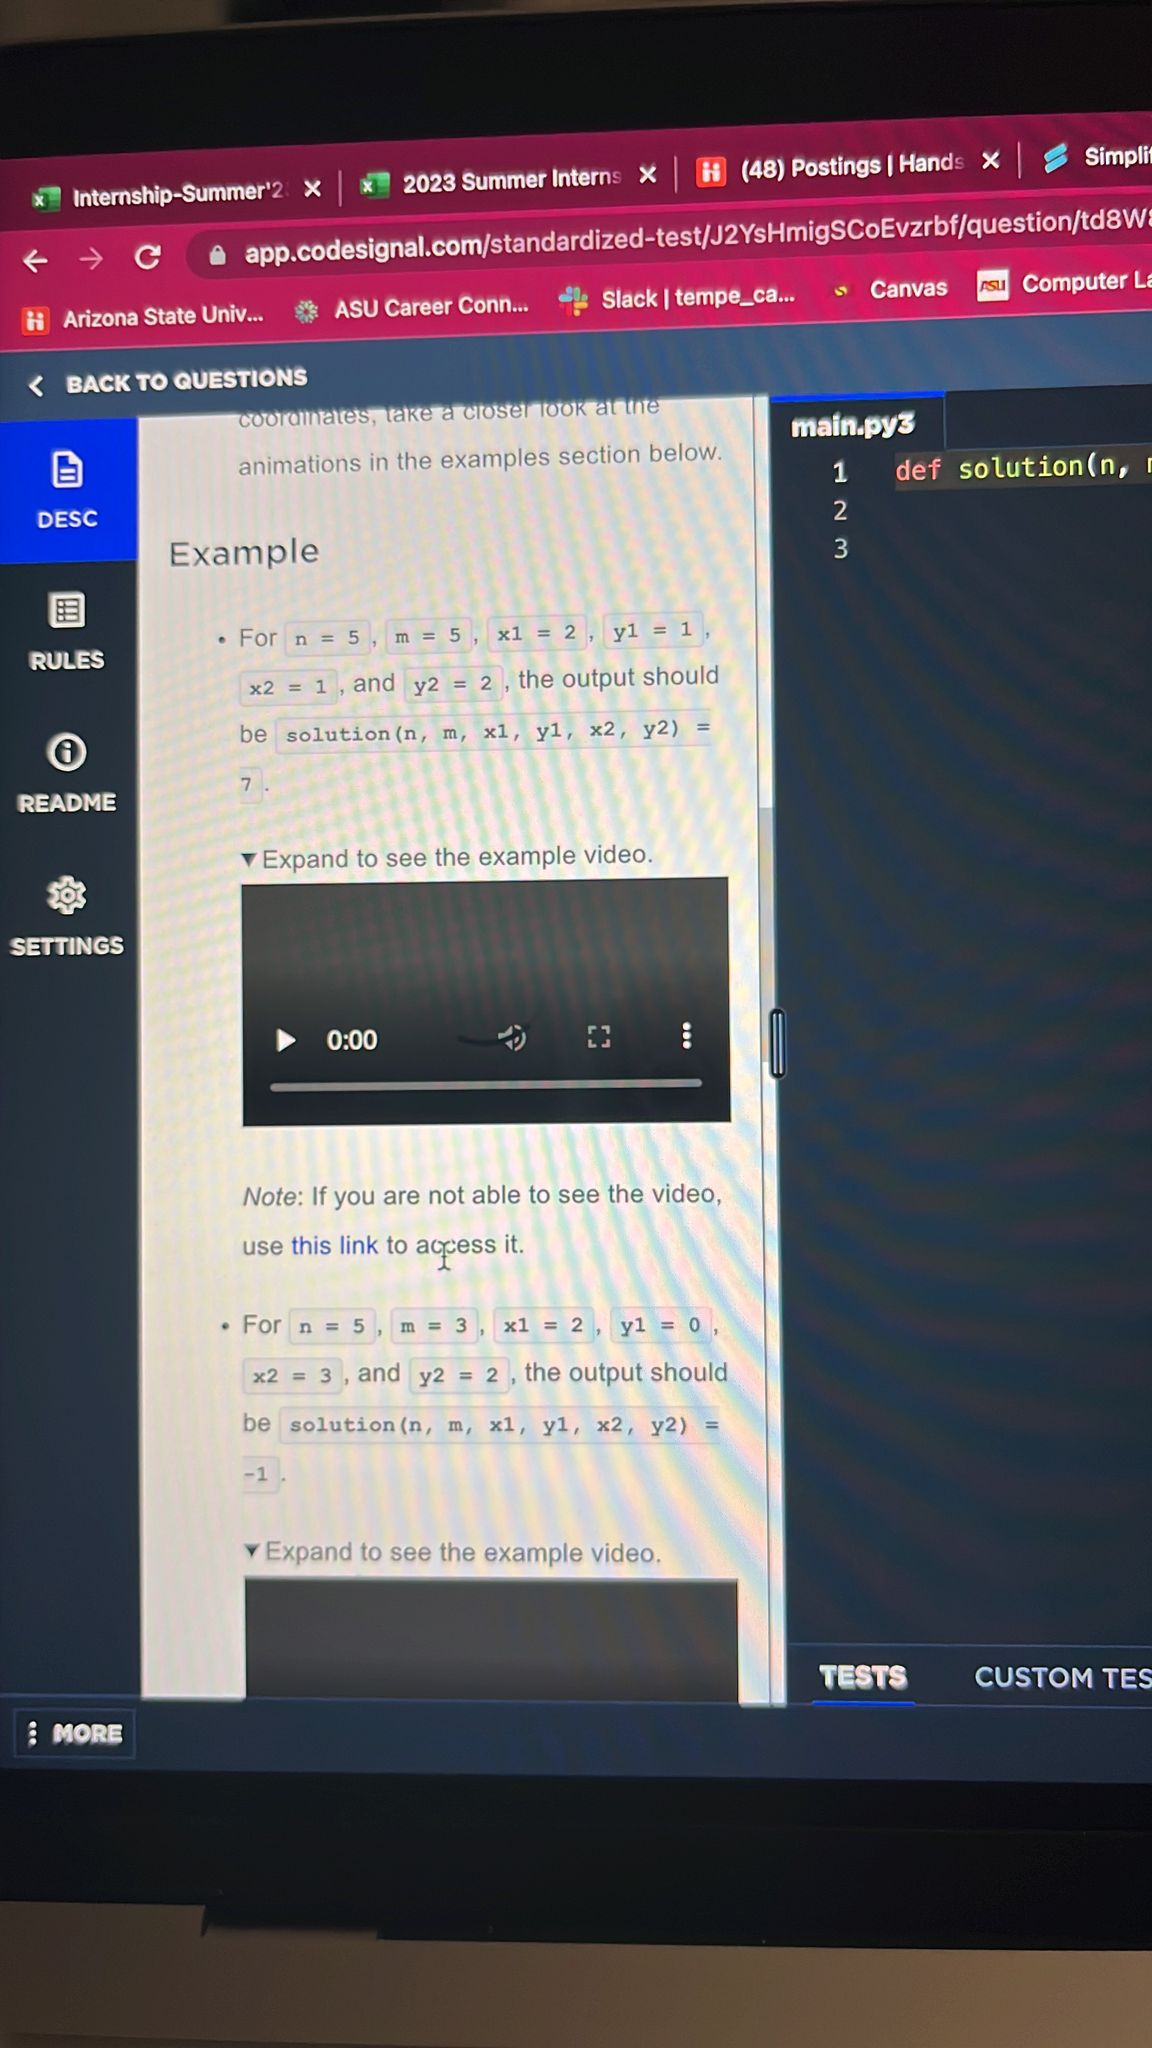 Internship-Summer'2
2023 Summer Interns
(48) Postings | Hands
Simplif
app.codesignal.com/standardized-test/J2YsHmigSCoEvzrbf/question/td8W
Arizona State Univ...
ASU Career Conn...
Slack | tempe_ca...
Canvas
ASU
Computer La
BACK TO QUESTIONS
DESC
RULES
README
SETTINGS
MORE
coordinates, take a closer look at the
animations in the examples section below.
Example
• For n = 5, m = 5, x1 = 2, y1 = 1,
x2 = 1, and y2 = 2, the output should
be solution(n, m, x1, y1, x2, y2) =
7.
▼ Expand to see the example video.
0:00
Note: If you are not able to see the video,
use this link to access it.
• For n = 5, m = 3, x1 = 2, y1 = 0,
x2 = 3, and y2 = 2, the output should
be solution(n, m, x1, y1, x2, y2) =
-1.
▼ Expand to see the example video.
main.py3
1 def solution(n,
2
3
TESTS
CUSTOM TES